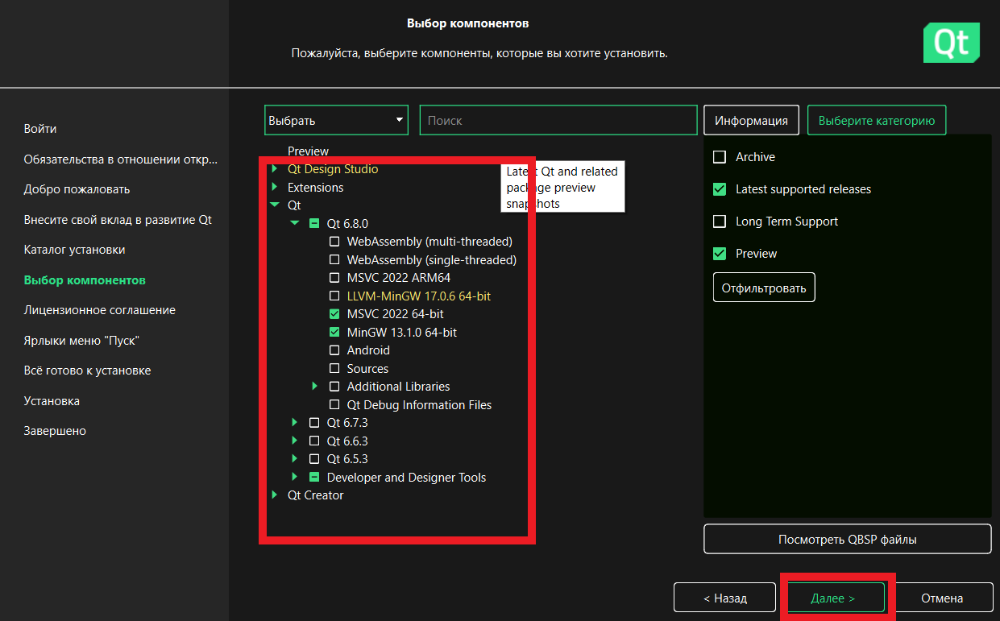 Выбор компонентов
Пожалуйста, выберите компоненты, которые вы хотите установить.
Qt
Войти
Обязательства в отношении откр...
Добро пожаловать
Внесите свой вклад в развитие Qt
Каталог установки
Выбор компонентов
Лицензионное соглашение
Ярлыки меню "Пуск"
Всё готово к установке
Установка
Завершено
Выбрать
Поиск
Preview
Qt Design Studio
Extensions
Qt
Qt 6.8.0
WebAssembly (multi-threaded)
WebAssembly (single-threaded)
MSVC 2022 ARM64
LLVM-MinGW 17.0.6 64-bit
MSVC 2022 64-bit
MinGW 13.1.0 64-bit
Android
Sources
Additional Libraries
Qt Debug Information Files
Qt 6.7.3
Qt 6.6.3
Qt 6.5.3
Developer and Designer Tools
Qt Creator
Latest Qt and related
package preview
snapshots
Информация
Выберите категорию
Archive
Latest supported releases
Long Term Support
Preview
Отфильтровать
Посмотреть QBSP файлы
< Назад
Далее >
Отмена